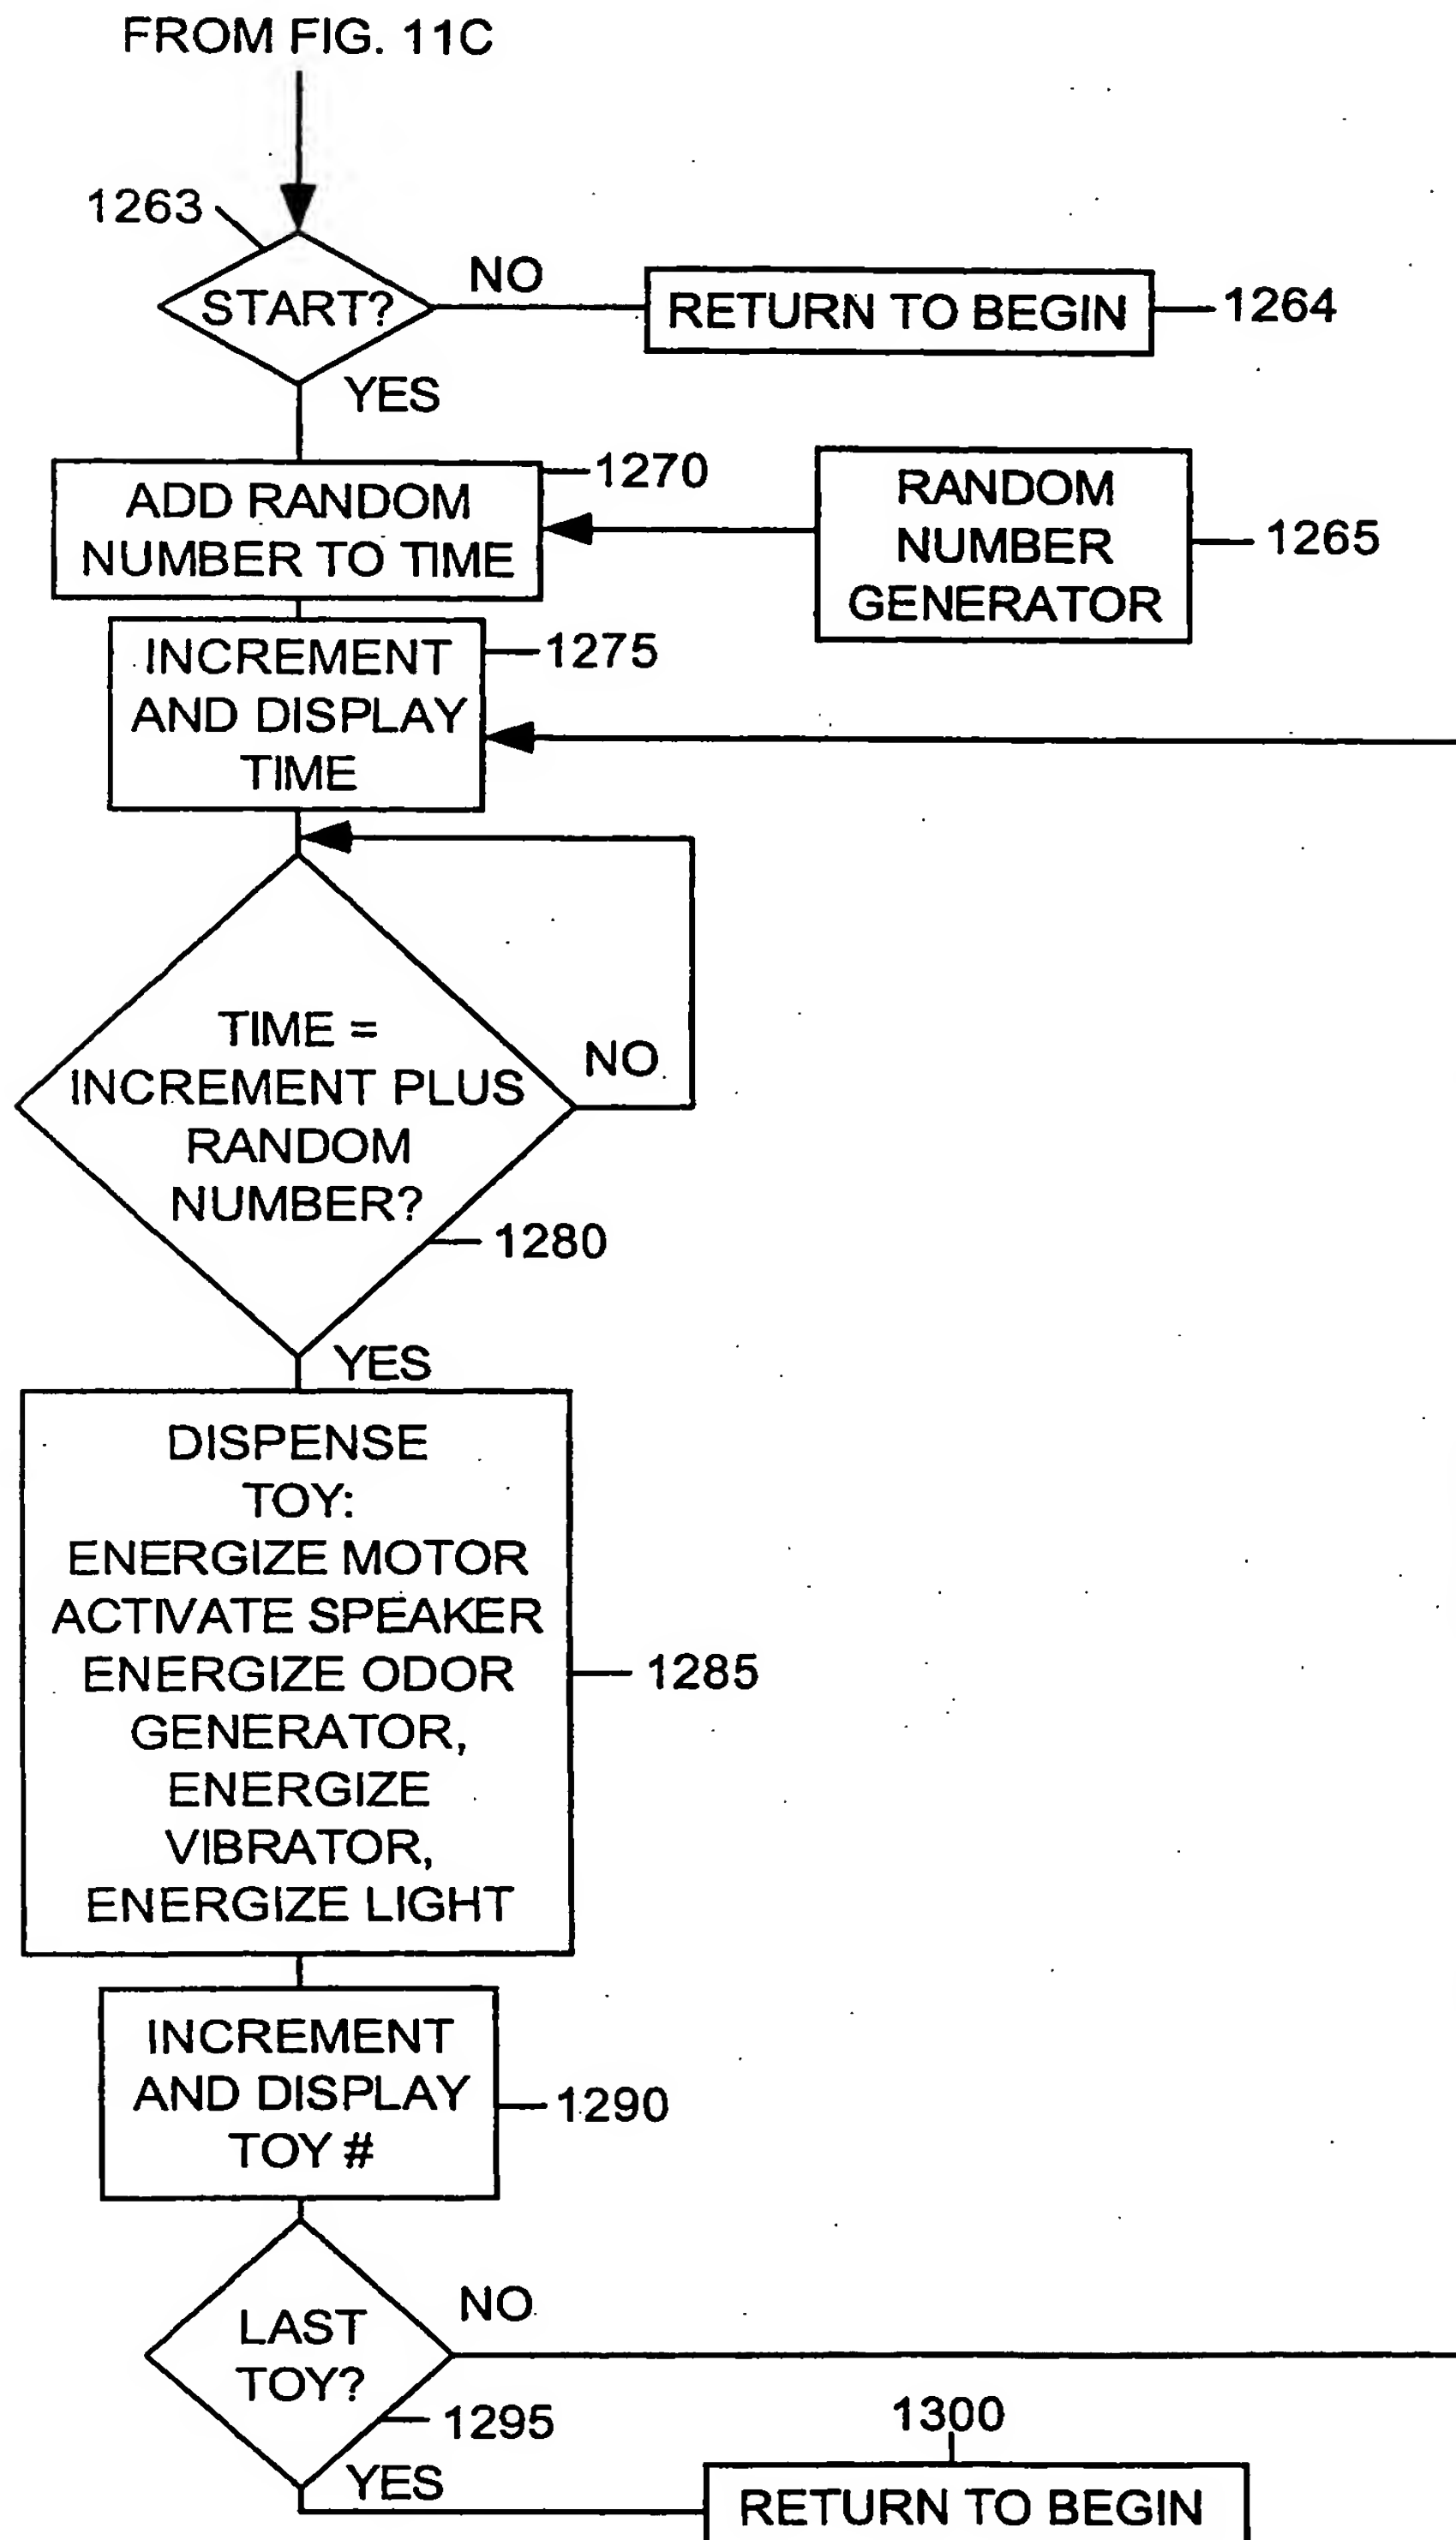 FROM FIG. 11C
1263
START?
NO
RETURN TO BEGIN
1264
YES
ADD RANDOM
NUMBER TO TIME
1270
RANDOM
NUMBER
GENERATOR
1265
INCREMENT
AND DISPLAY
TIME
1275
TIME =
INCREMENT PLUS
RANDOM
NUMBER?
NO
1280
YES
DISPENSE
TOY:
ENERGIZE MOTOR
ACTIVATE SPEAKER
ENERGIZE ODOR
GENERATOR,
ENERGIZE
VIBRATOR,
ENERGIZE LIGHT
1285
INCREMENT
AND DISPLAY
TOY #
1290
LAST
TOY?
NO
1295
YES
1300
RETURN TO BEGIN